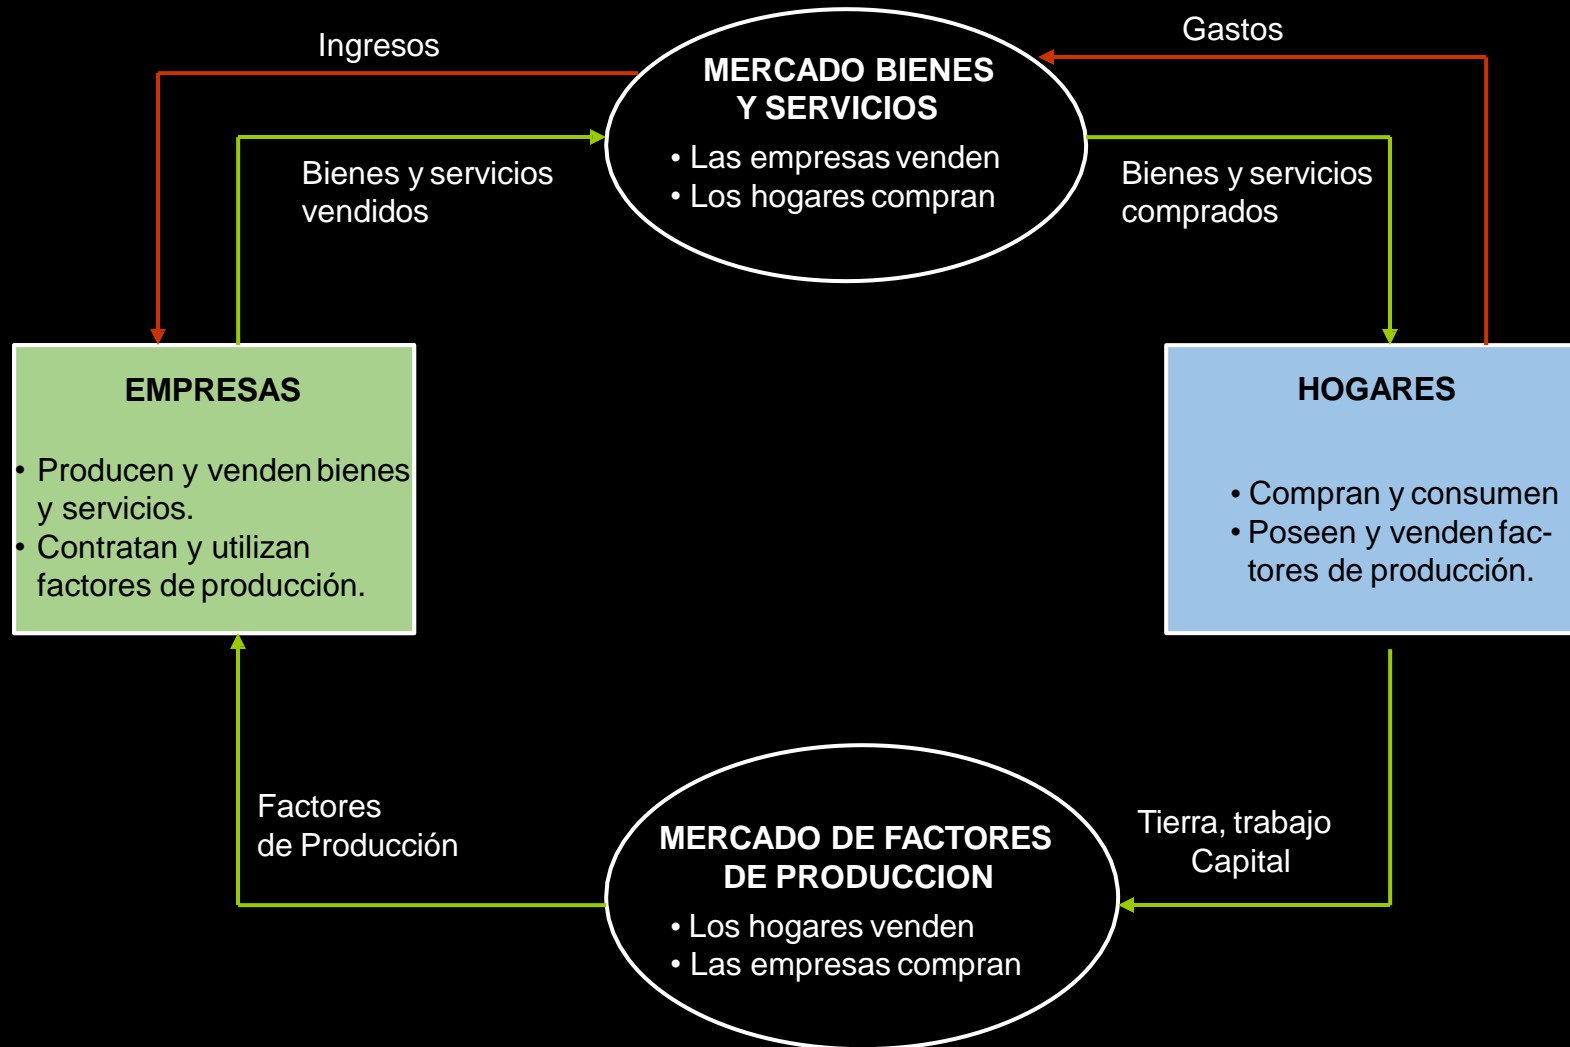 Ingresos
Gastos
MERCADO BIENES
Y SERVICIOS
• Las empresas venden
• Los hogares compran
Bienes y servicios
vendidos
Bienes y servicios
comprados
EMPRESAS
• Producen y venden bienes
y servicios.
• Contratan y utilizan
factores de producción.
HOGARES
• Compran y consumen
• Poseen y venden fac-
tores de producción.
Factores
de Producción
MERCADO DE FACTORES
DE PRODUCCION
• Los hogares venden
• Las empresas compran
Tierra, trabajo
Capital